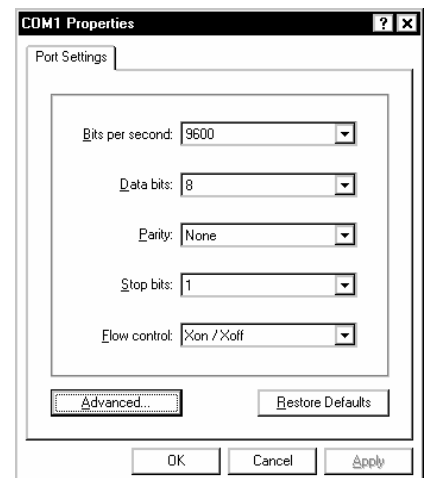 COM1 Properties ? X
Port Settings
Bits per second: 9600
Data bits: 8
Parity: None
Stop bits: 1
Flow control: Xon / Xoff
Advanced... Restore Defaults
OK Cancel Apply